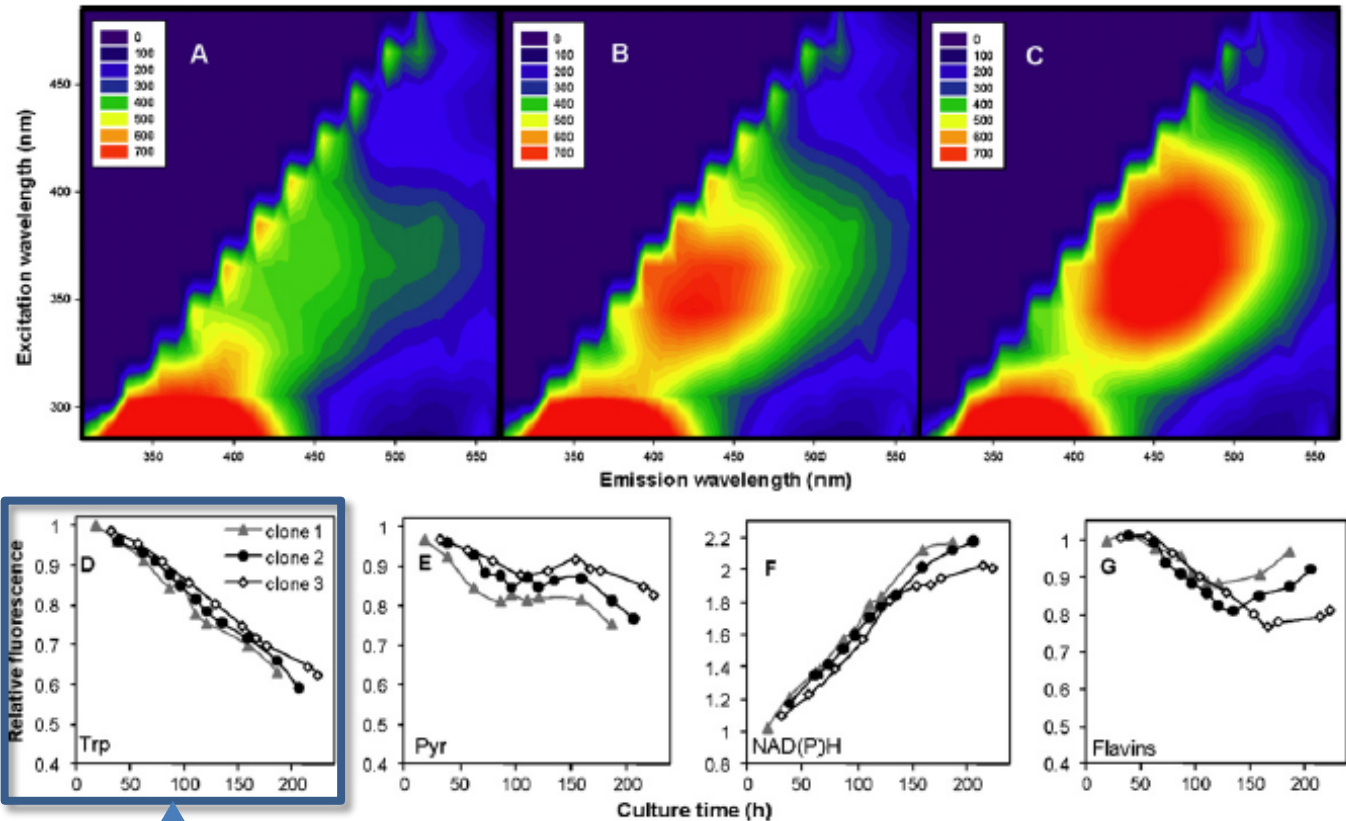 0
100
200
300
400
500
600
700
A
0
100
200
300
400
500
600
700
B
0
100
200
300
400
500
600
700
C
Excitation wavelength (nm)
450
400
350
300
350 400 450 500 550
350 400 450 500 550
350 400 450 500 550
Emission wavelength (nm)
Relative fluorescence
1
0.9
0.8
0.7
0.6
0.5
0.4
D
clone 1
clone 2
clone 3
Trp
0 50 100 150 200
1
0.9
0.8
0.7
0.6
0.5
0.4
E
Pyr
0 50 100 150 200
2.2
2
1.8
1.6
1.4
1.2
1
0.8
F
NAD(P)H
0 50 100 150 200
1
0.9
0.8
0.7
0.6
0.5
0.4
G
Flavins
0 50 100 150 200
Culture time (h)